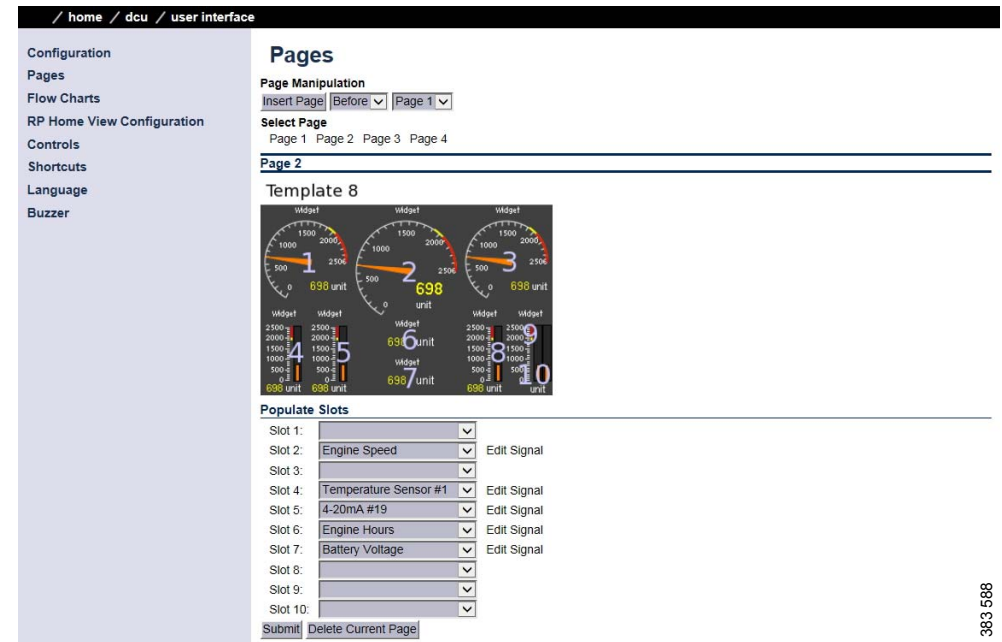 / home / dcu / user interface
Configuration
Pages
Flow Charts
RP Home View Configuration
Controls
Shortcuts
Language
Buzzer
Pages
Page Manipulation
Insert Page Before Page 1
Select Page
Page 1 Page 2 Page 3 Page 4
Page 2
Template 8
Widget Widget Widget
1500 1500 1500
1000 2000 1000 2000 1000 2000
500 1 2500 500 2 2500 500 3 2500
0 698 unit 0 698 unit 0 698 unit
Widget Widget Widget Widget Widget
2500 2500 2500 2500 9
2000 2000 698 6 unit 2000 2000
1500 4 1500 5 1500 8 1500
1000 1000 Widget 1000 1000
500 500 500 500
0 0 698 7 unit 0 0 10
698 unit 698 unit 698 unit unit
Populate Slots
Slot 1:
Slot 2: Engine Speed Edit Signal
Slot 3:
Slot 4: Temperature Sensor #1 Edit Signal
Slot 5: 4-20mA #19 Edit Signal
Slot 6: Engine Hours Edit Signal
Slot 7: Battery Voltage Edit Signal
Slot 8:
Slot 9:
Slot 10:
Submit Delete Current Page
383 588